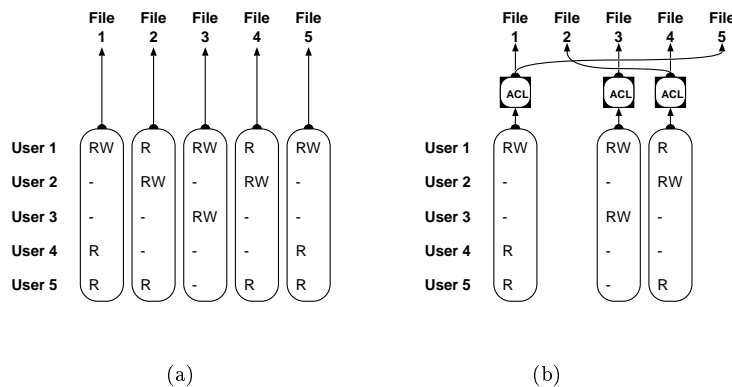 File File File File File
1 2 3 4 5
User 1 RW R RW R RW
User 2 - RW - RW -
User 3 - - RW - -
User 4 R - - - R
User 5 R R - R R
(a)
File File File File File
1 2 3 4 5
ACL ACL ACL
User 1 RW RW R
User 2 - - RW
User 3 - RW -
User 4 R - -
User 5 R - R
(b)